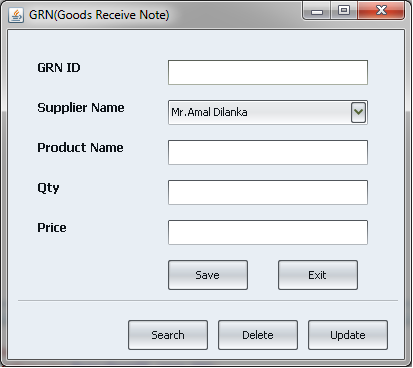 GRN(Goods Receive Note)
GRN ID
Supplier Name
Mr.Amal Dilanka
Product Name
Qty
Price
Save Exit
Search Delete Update